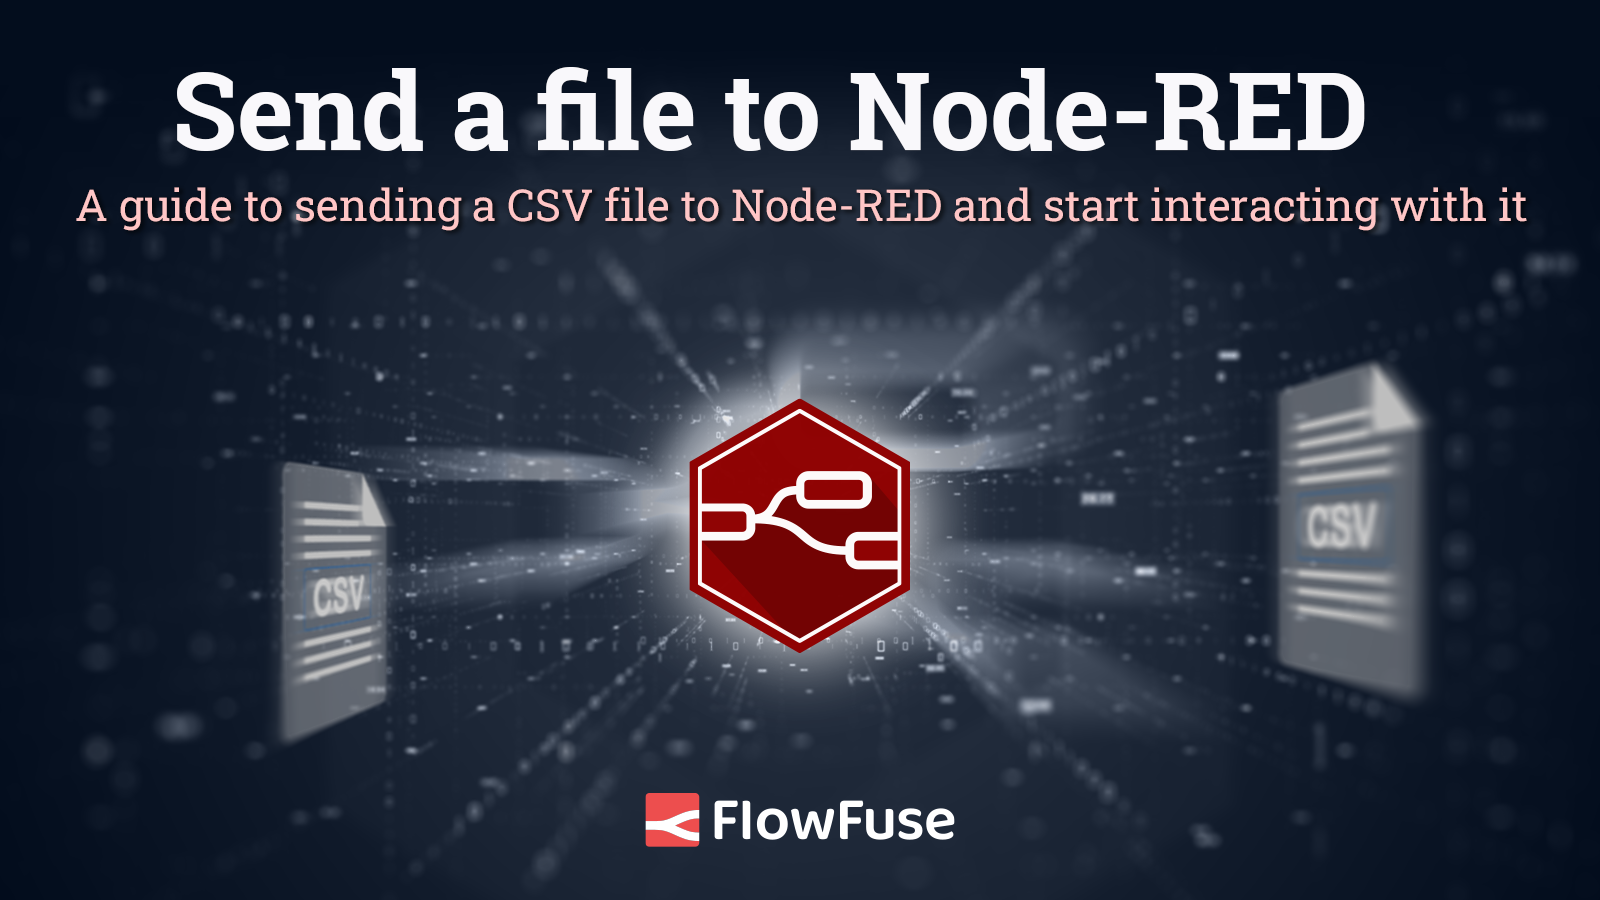 Send a file to Node-RED
A guide to sending a CSV file to Node-RED and start interacting with it
CSV
CSV
FlowFuse